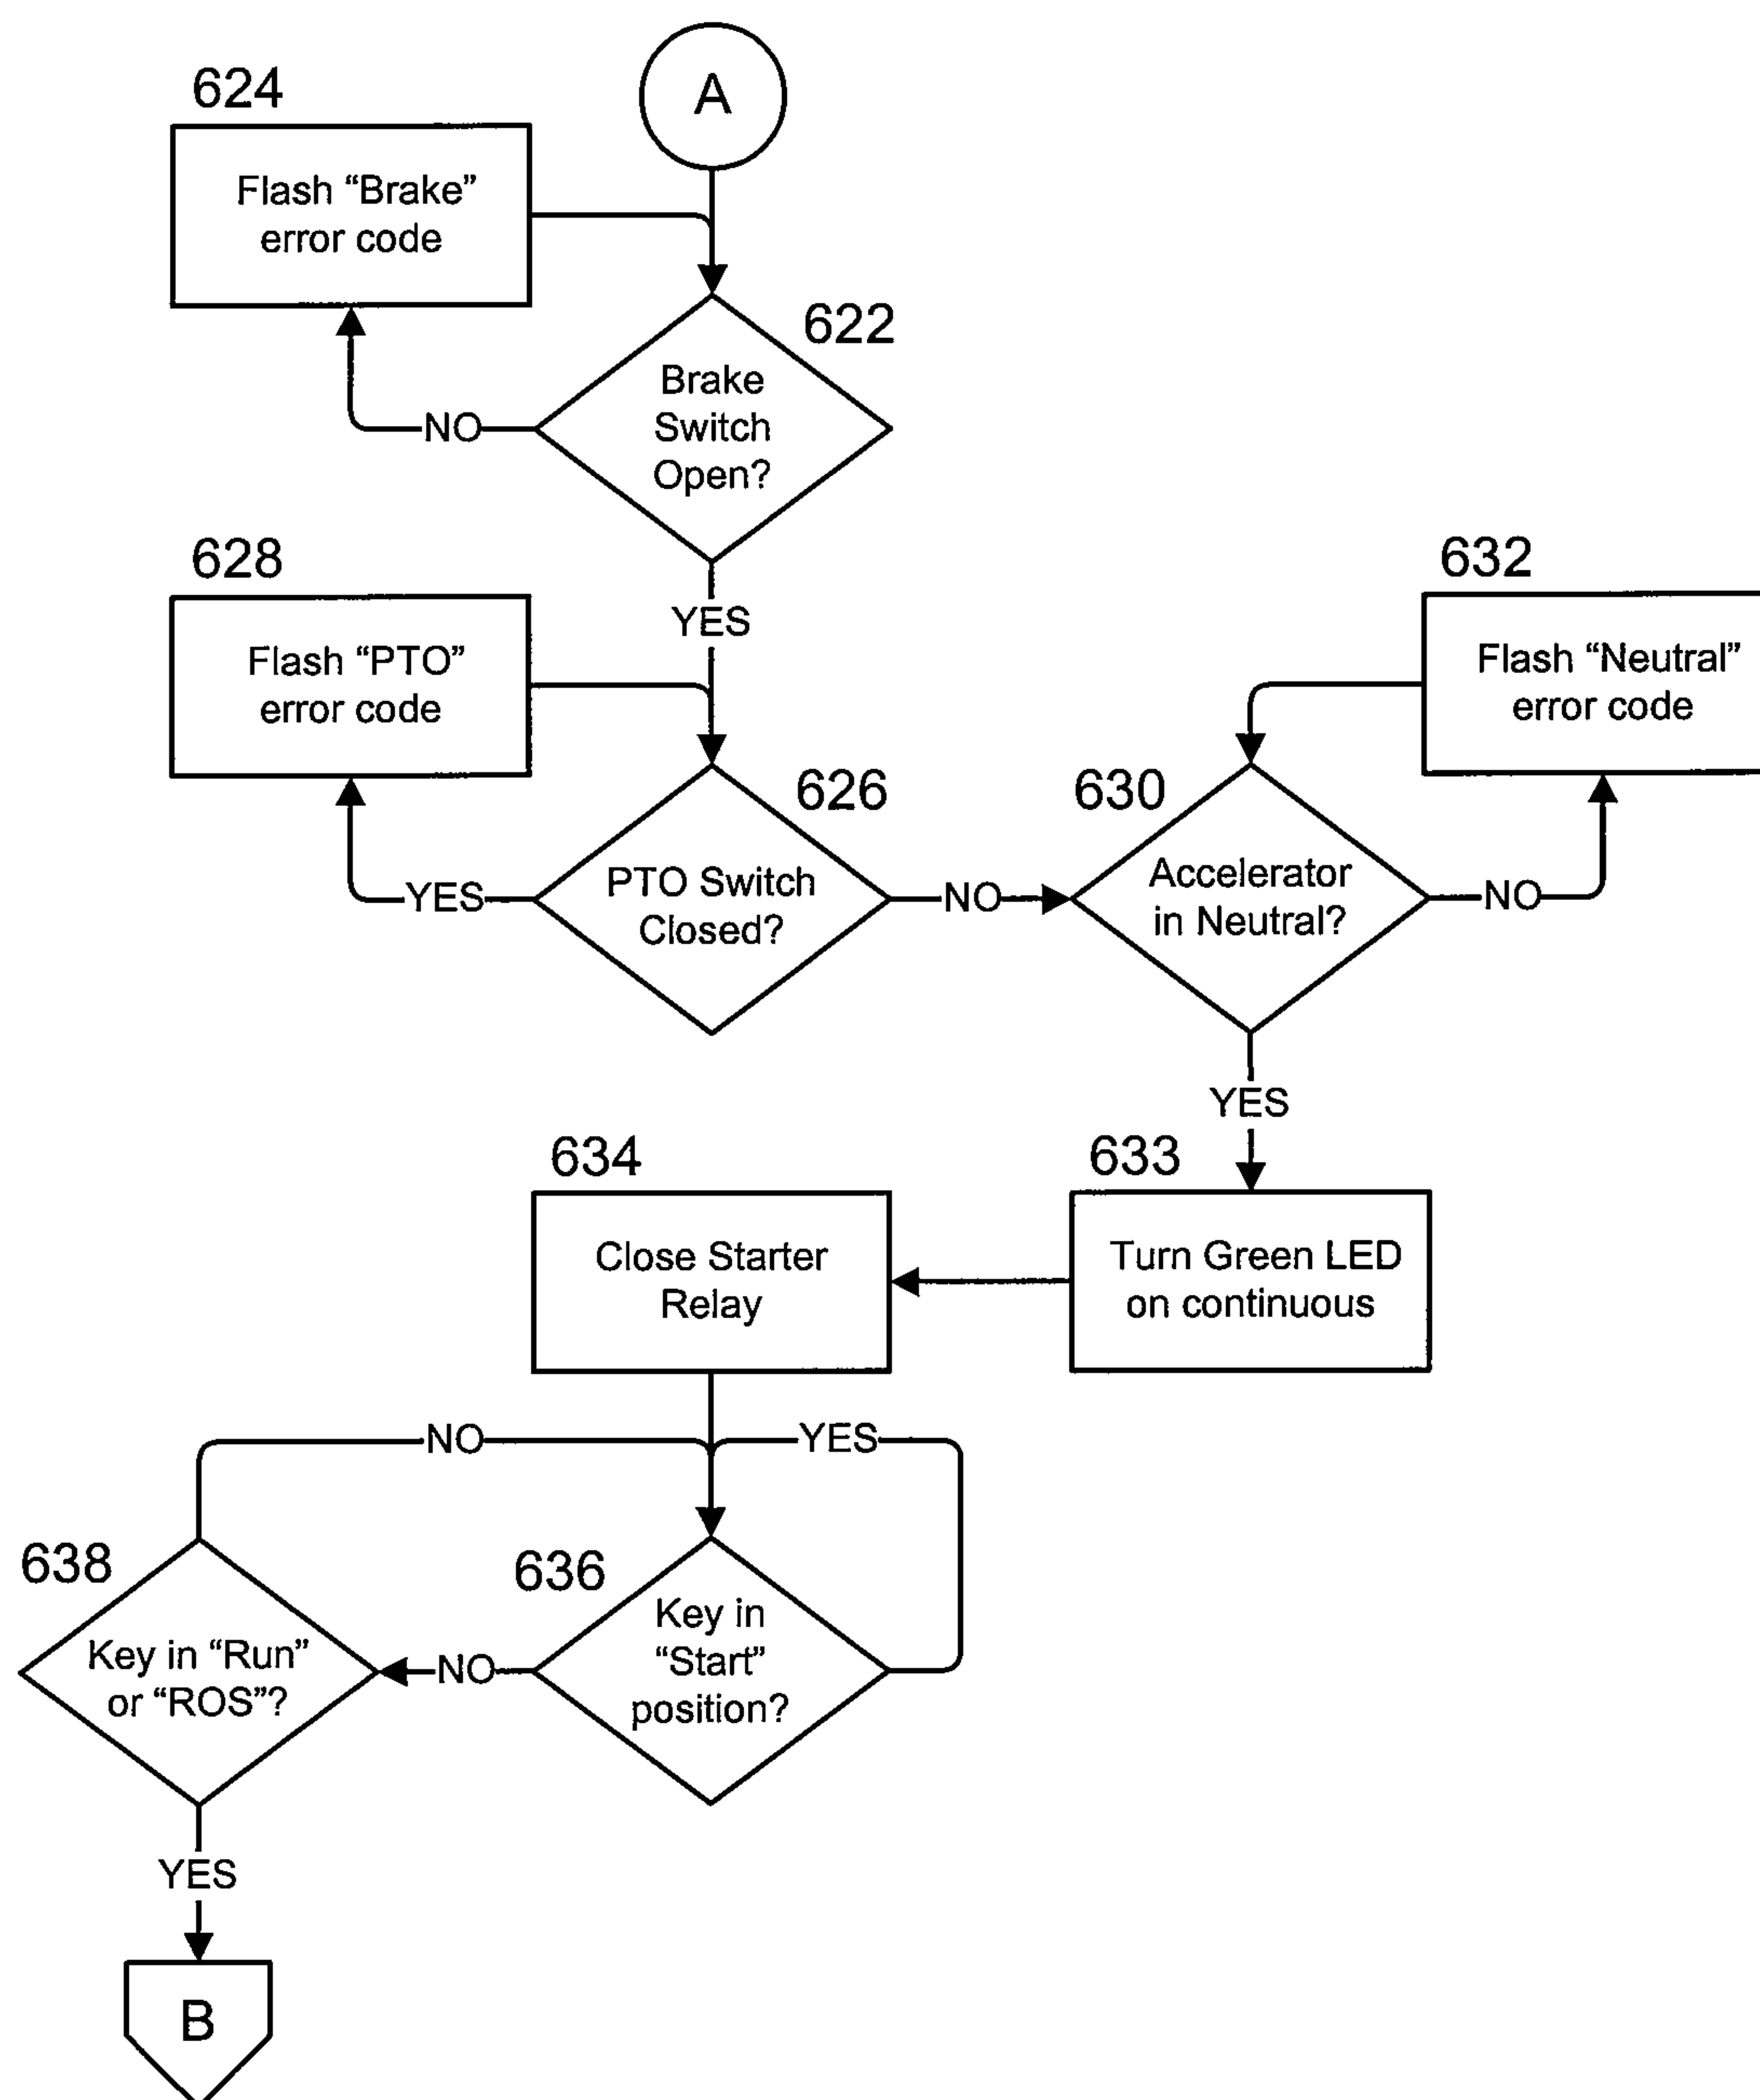 A
624
Flash “Brake”
error code
622
Brake
Switch
Open?
NO
YES
628
Flash “PTO”
error code
632
Flash “Neutral”
error code
626
PTO Switch
Closed?
YES
NO
630
Accelerator
in Neutral?
NO
YES
634
Close Starter
Relay
633
Turn Green LED
on continuous
NO
YES
638
Key in “Run”
or “ROS”?
NO
636
Key in
“Start”
position?
YES
B